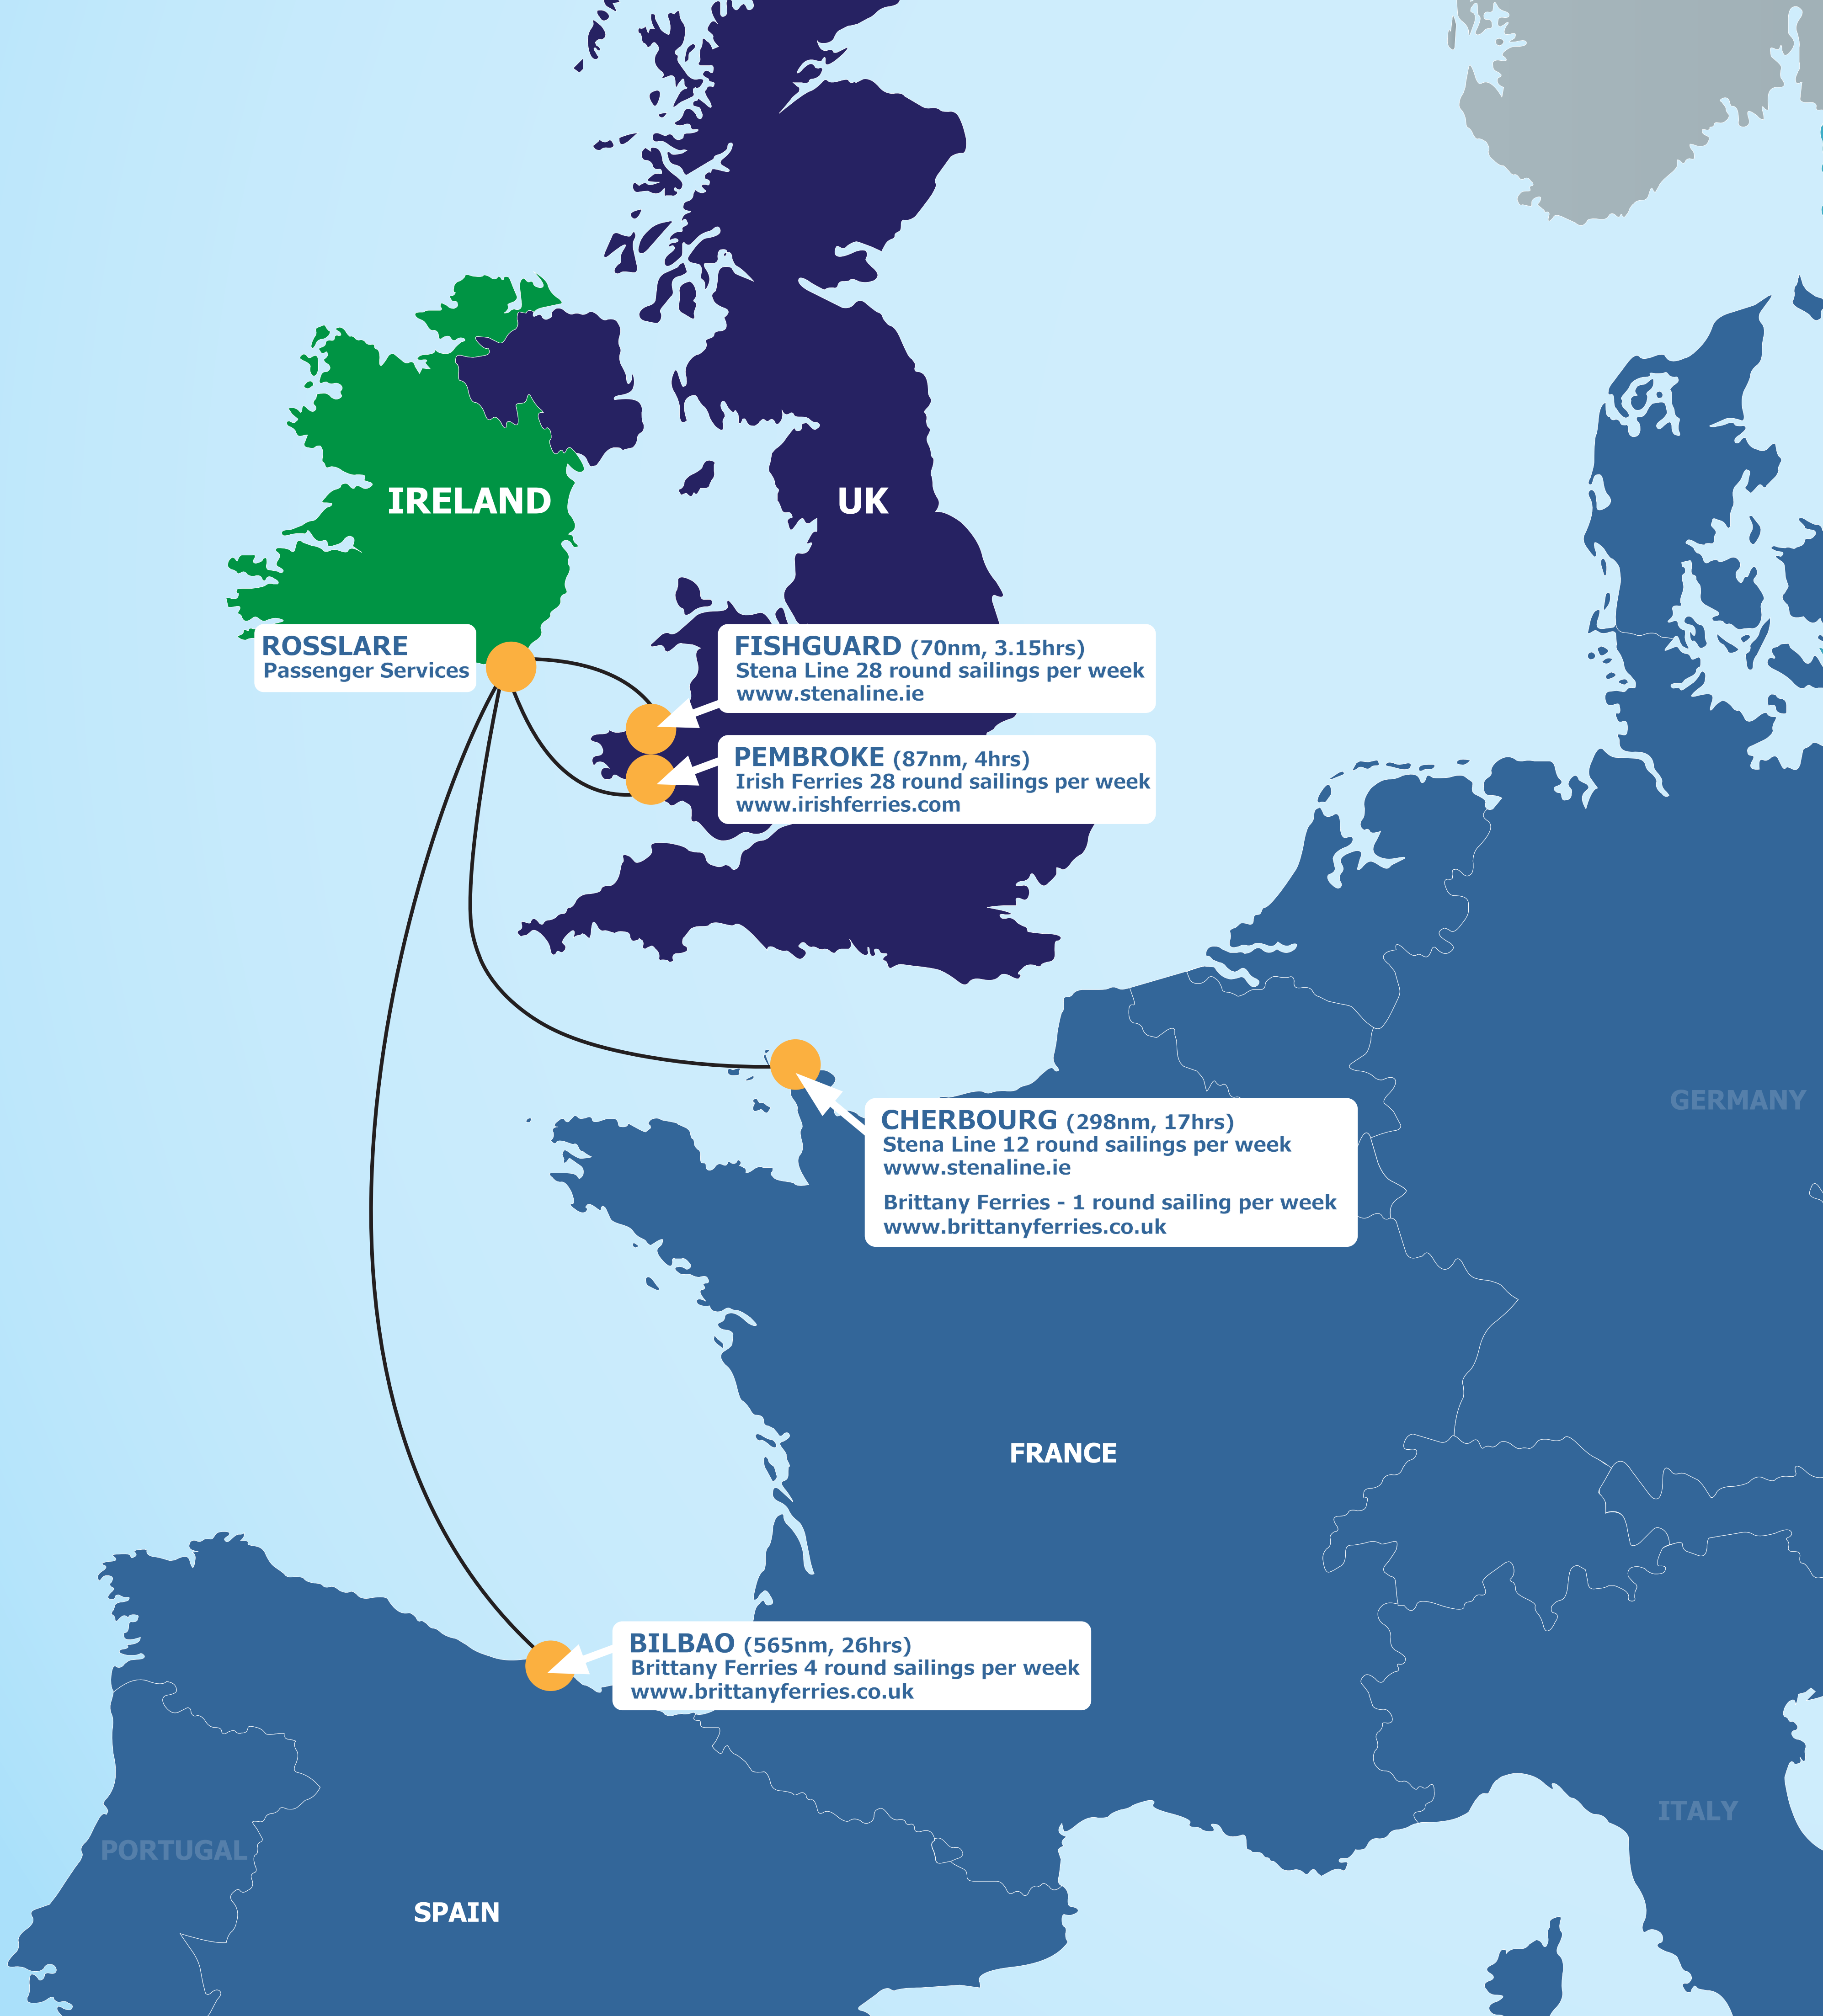 IRELAND
UK
ROSSLARE
Passenger Services
FISHGUARD (70nm, 3.15hrs)
Stena Line 28 round sailings per week
www.stenaline.ie
PEMBROKE (87nm, 4hrs)
Irish Ferries 28 round sailings per week
www.irishferries.com
GERMANY
CHERBOURG (298nm, 17hrs)
Stena Line 12 round sailings per week
www.stenaline.ie
Brittany Ferries - 1 round sailing per week
www.brittanyferries.co.uk
FRANCE
BILBAO (565nm, 26hrs)
Brittany Ferries 4 round sailings per week
www.brittanyferries.co.uk
ITALY
PORTUGAL
SPAIN